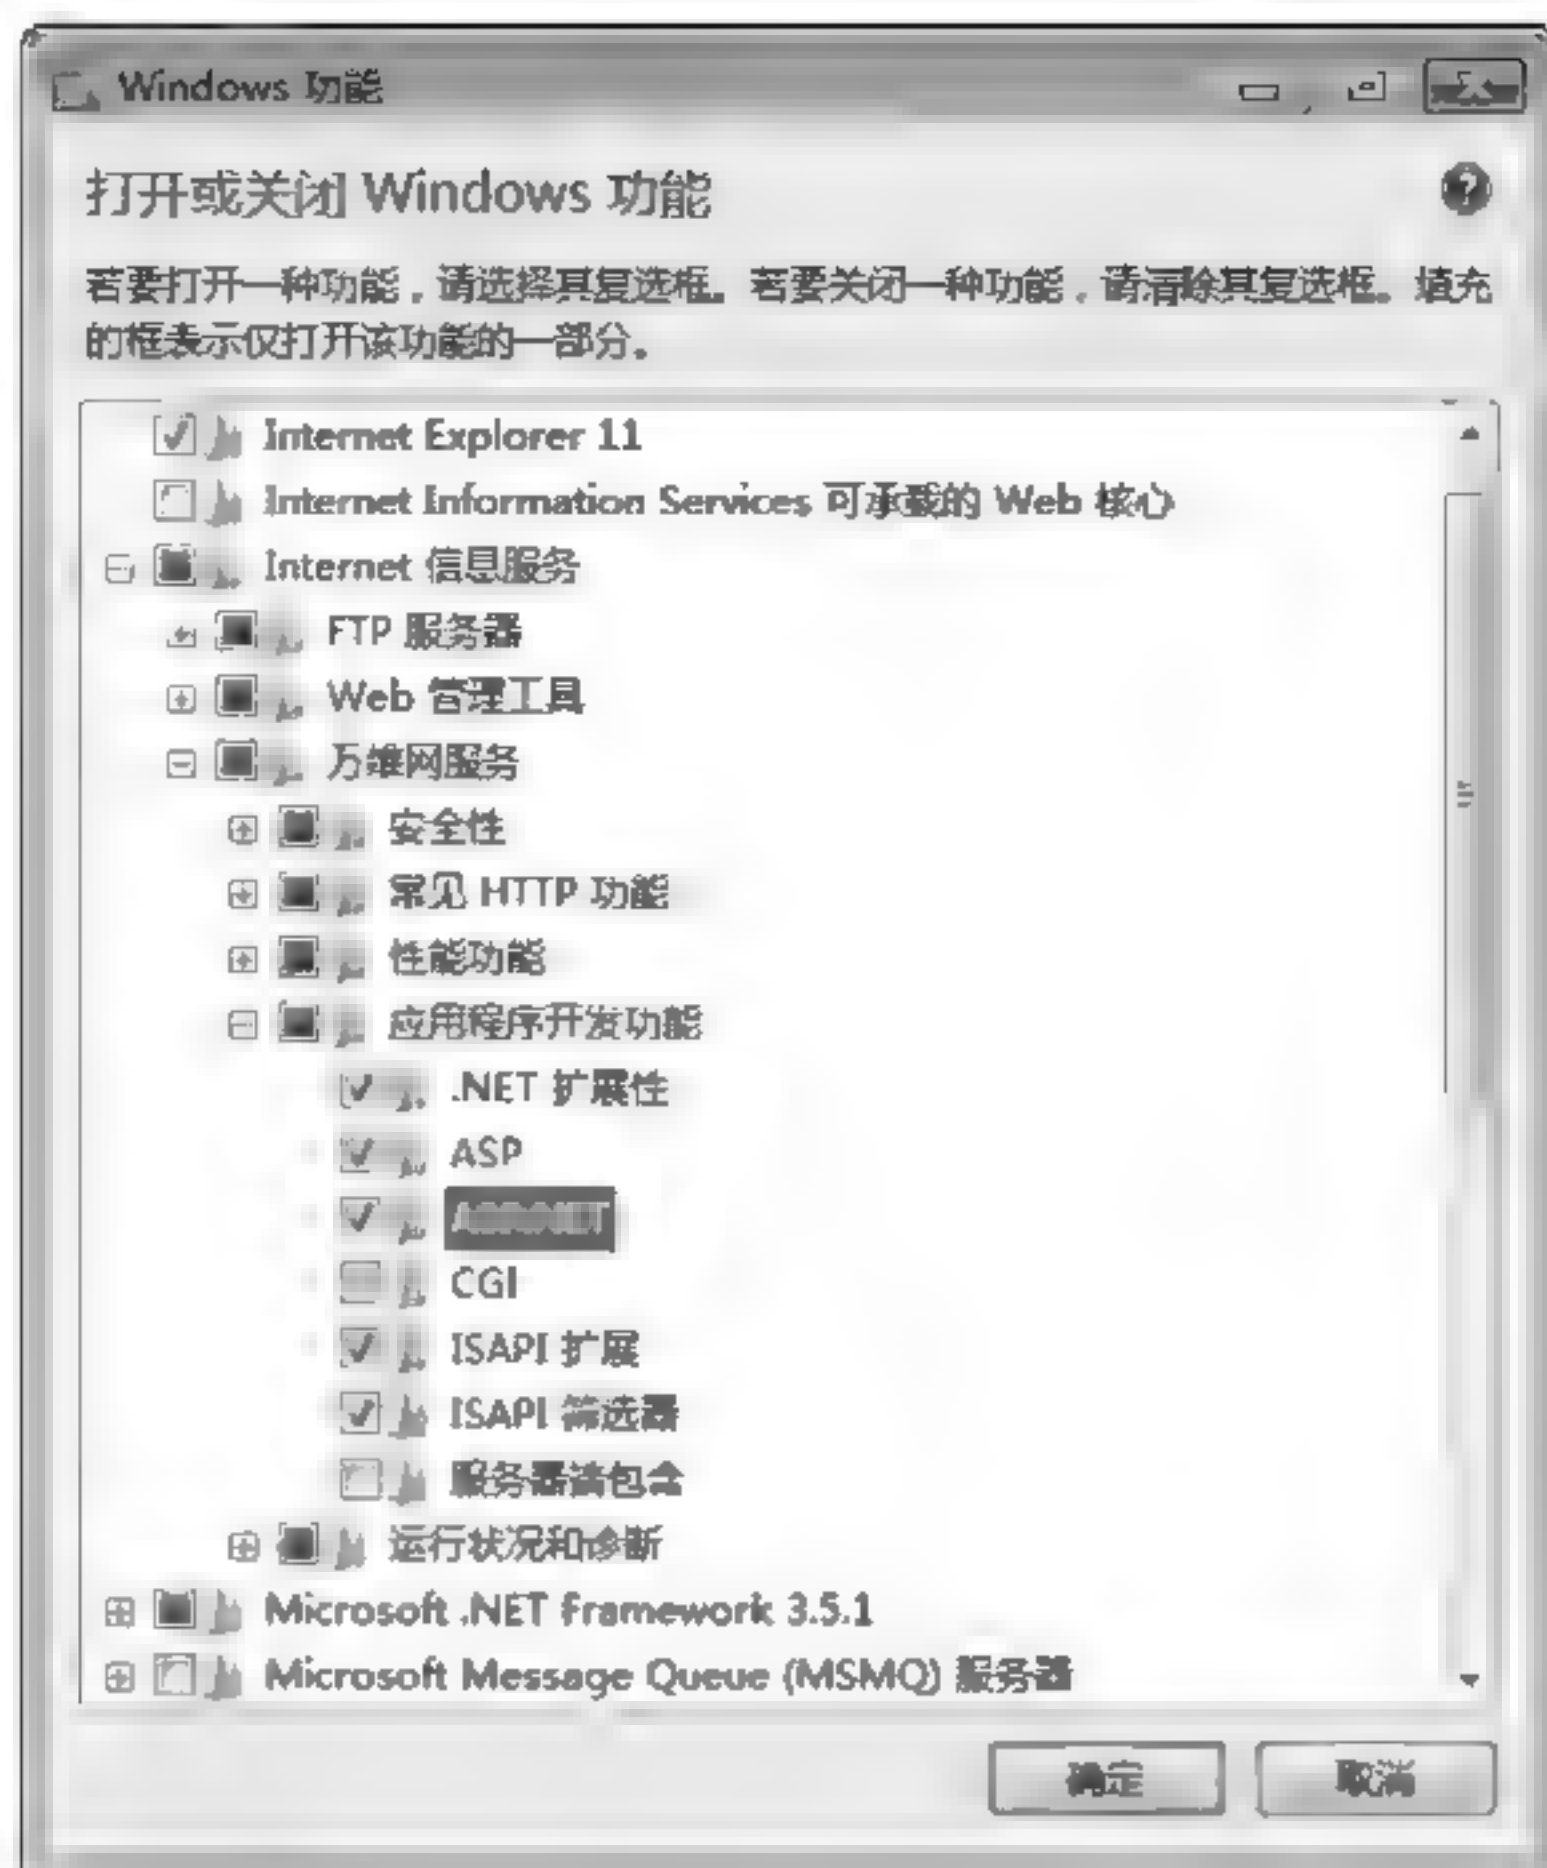 Windows 功能
打开或关闭 Windows 功能
若要打开一种功能，请选择其复选框。若要关闭一种功能，请清除其复选框。填充
的框表示仅打开该功能的一部分。
Internet Explorer 11
Internet Information Services 可承载的 Web 核心
Internet 信息服务
FTP 服务器
Web 管理工具
万维网服务
安全性
常见 HTTP 功能
性能功能
应用程序开发功能
.NET 扩展性
ASP
ASP.NET
CGI
ISAPI 扩展
ISAPI 筛选器
服务器端包含
运行状况和诊断
Microsoft .NET Framework 3.5.1
Microsoft Message Queue (MSMQ) 服务器
确定
取消